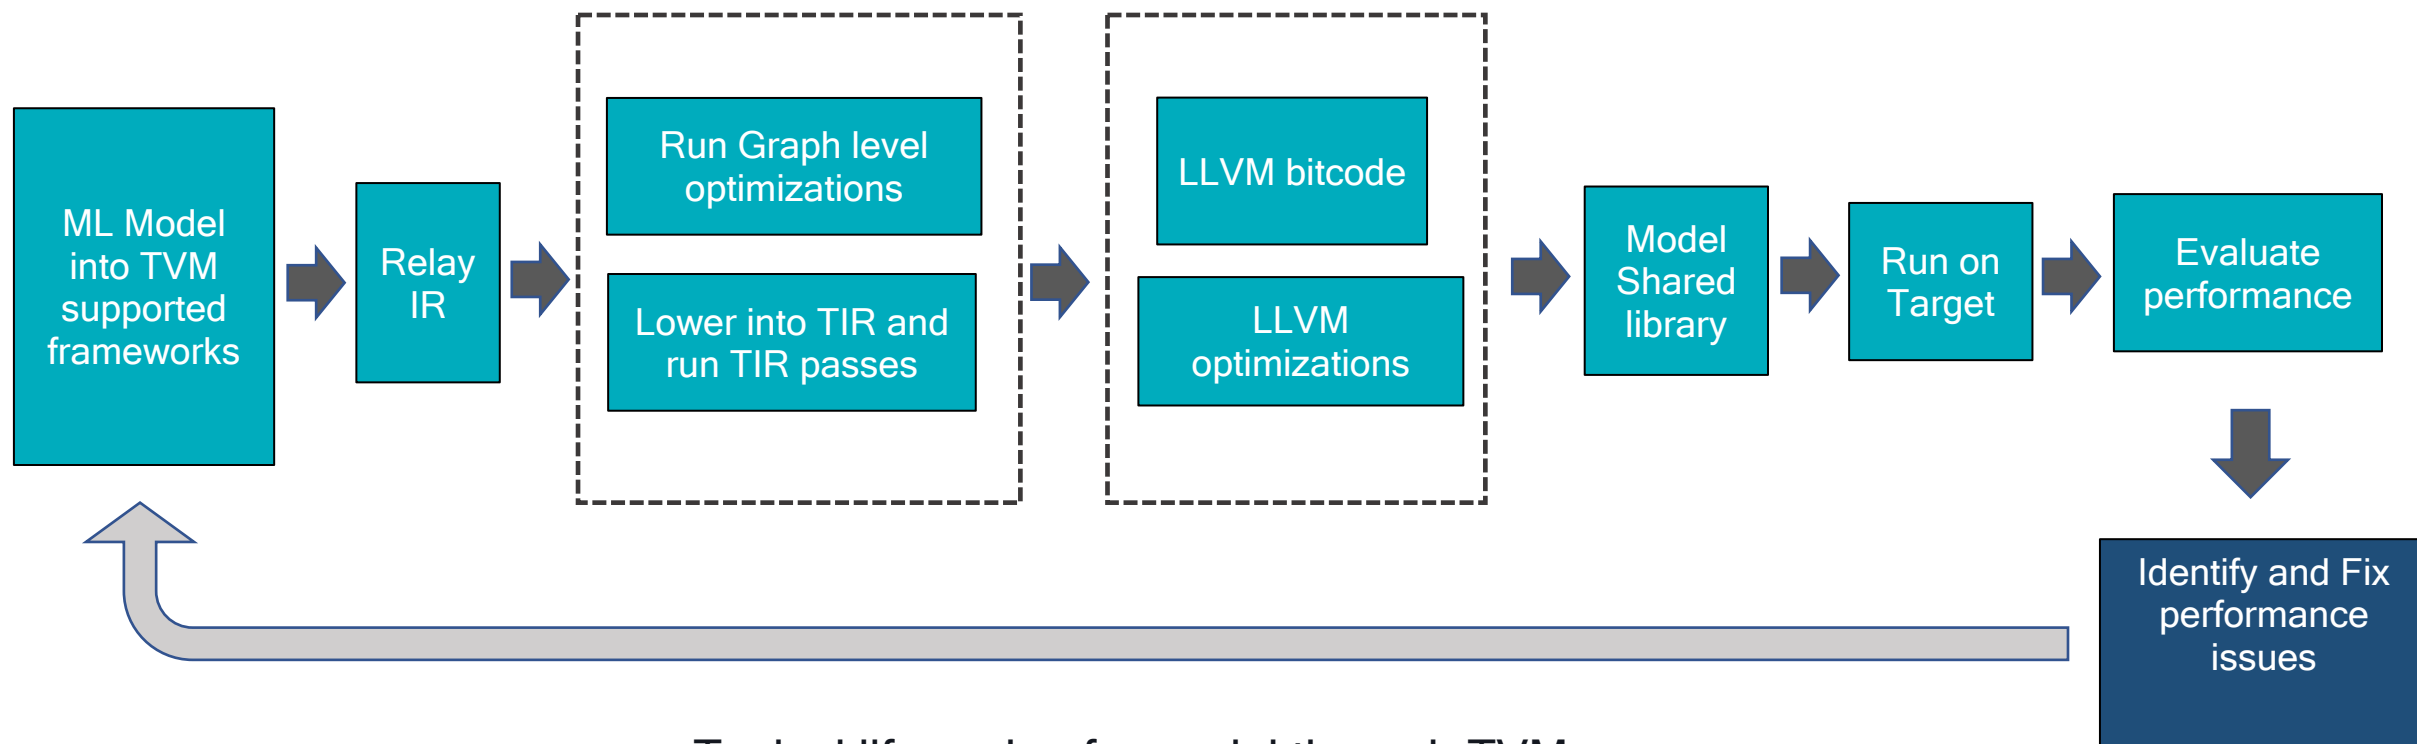 ML Model
into TVM
supported
frameworks
Relay
IR
Run Graph level
optimizations
Lower into TIR and
run TIR passes
LLVM bitcode
LLVM
optimizations
Model
Shared
library
Run on
Target
Evaluate
performance
Identify and Fix
performance
issues